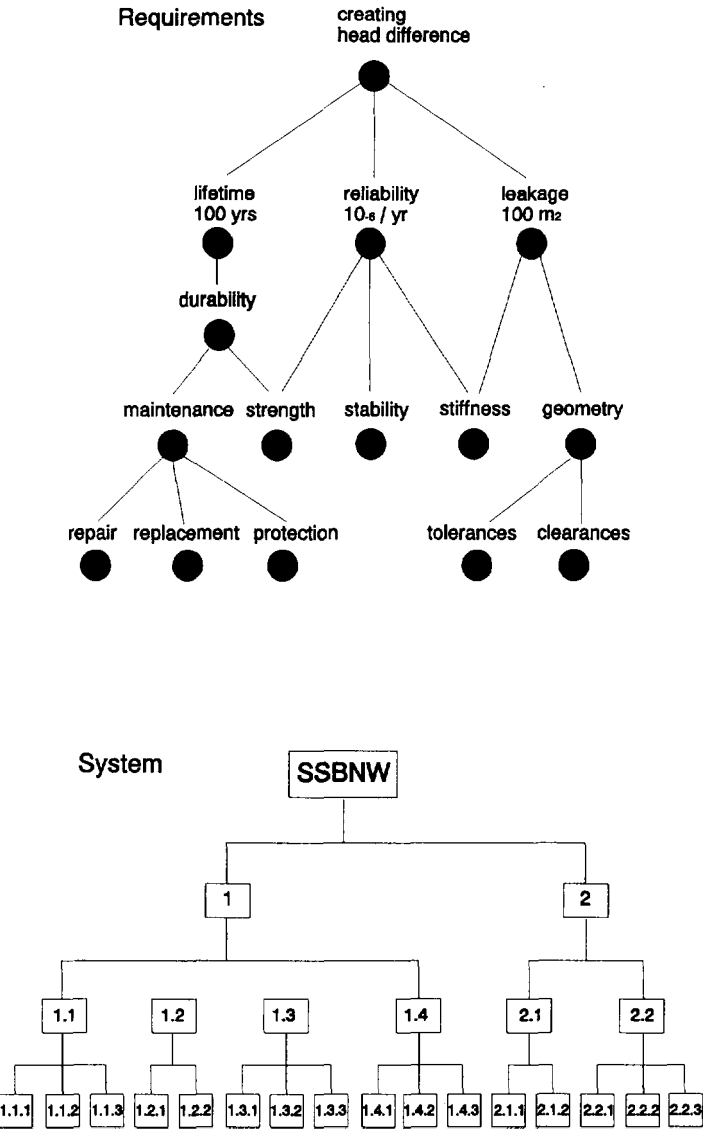 Requirements
creating
head difference
lifetime
100 yrs
reliability
10-6 / yr
leakage
100 m2
durability
maintenance strength stability stiffness geometry
repair replacement protection tolerances clearances
System
SSBNW
1 2
1.1 1.2 1.3 1.4 2.1 2.2
1.1.1 1.1.2 1.1.3 1.2.1 1.2.2 1.3.1 1.3.2 1.3.3 1.4.1 1.4.2 1.4.3 2.1.1 2.1.2 2.2.1 2.2.2 2.2.3